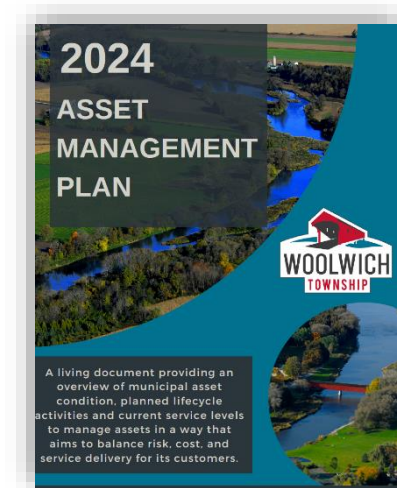 2024
ASSET
MANAGEMENT
PLAN
WOOLWICH
TOWNSHIP
A living document providing an
overview of municipal asset
condition, planned lifecycle
activities and current service levels
to manage assets in a way that
aims to balance risk, cost, and
service delivery for its customers.